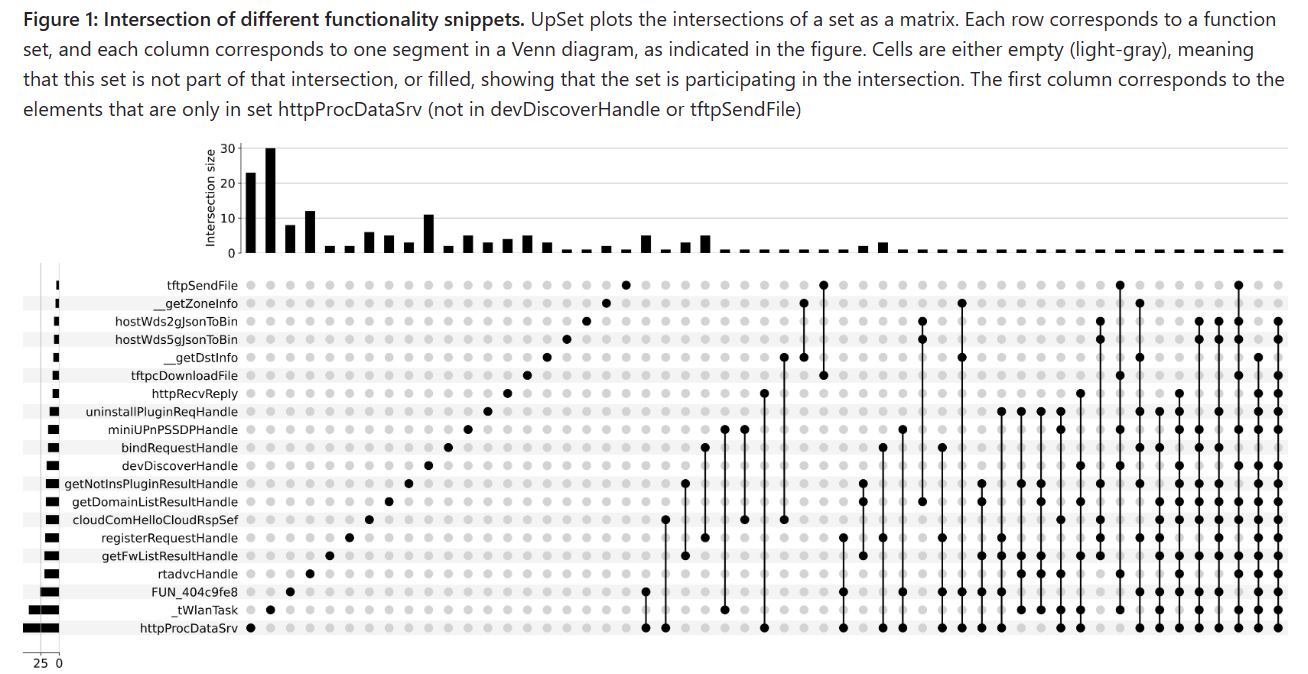 Figure 1: Intersection of different functionality snippets. UpSet plots the intersections of a set as a matrix. Each row corresponds to a function
set, and each column corresponds to one segment in a Venn diagram, as indicated in the figure. Cells are either empty (light-gray), meaning
that this set is not part of that intersection, or filled, showing that the set is participating in the intersection. The first column corresponds to the
elements that are only in set httpProcDataSrv (not in devDiscoverHandle or tftpSendFile)
Intersection size
30
20
10
0
tftpSendFile
__getZoneInfo
hostWds2gJsonToBin
hostWds5gJsonToBin
__getDstInfo
tftpcDownloadFile
httpRecvReply
uninstallPluginReqHandle
miniUPnPSSDPHandle
bindRequestHandle
devDiscoverHandle
getNotInsPluginResultHandle
getDomainListResultHandle
cloudComHelloCloudRspSef
registerRequestHandle
getFwListResultHandle
rtadvcHandle
FUN_404c9fe8
_tWlanTask
httpProcDataSrv
25 0